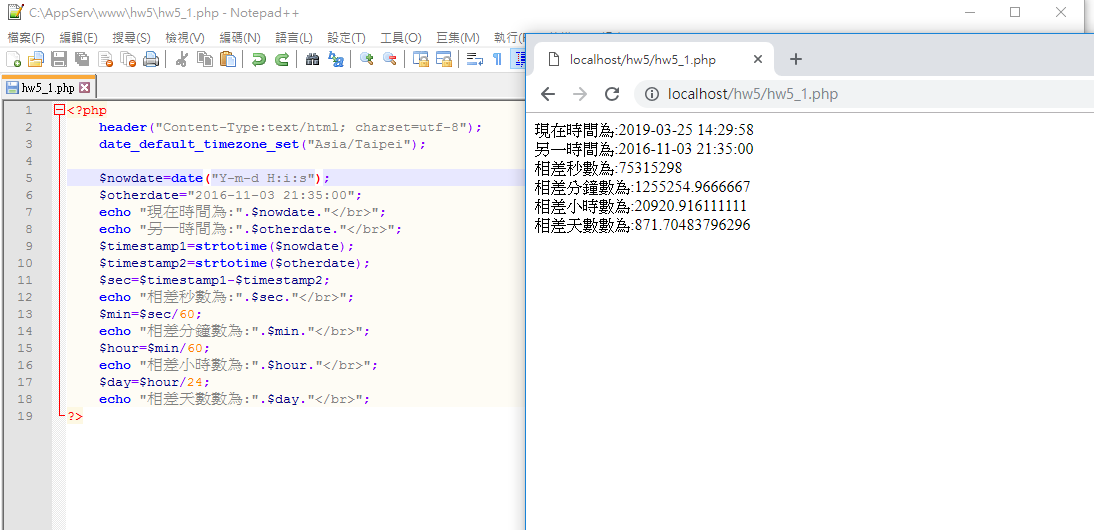 C:\AppServ\www\hw5\hw5_1.php - Notepad++
檔案(F) 編輯(E) 搜尋(S) 檢視(V) 編碼(N) 語言(L) 設定(T) 工具(O) 巨集(M) 執行(
hw5_1.php
1 <?php
2 header("Content-Type:text/html; charset=utf-8");
3 date_default_timezone_set("Asia/Taipei");
4
5 $nowdate=date("Y-m-d H:i:s");
6 $otherdate="2016-11-03 21:35:00";
7 echo "現在時間為:".$nowdate."</br>";
8 echo "另一時間為:".$otherdate."</br>";
9 $timestamp1=strtotime($nowdate);
10 $timestamp2=strtotime($otherdate);
11 $sec=$timestamp1-$timestamp2;
12 echo "相差秒數為:".$sec."</br>";
13 $min=$sec/60;
14 echo "相差分鐘數為:".$min."</br>";
15 $hour=$min/60;
16 echo "相差小時數為:".$hour."</br>";
17 $day=$hour/24;
18 echo "相差天數數為:".$day."</br>";
19 ?>
localhost/hw5/hw5_1.php
localhost/hw5/hw5_1.php
現在時間為:2019-03-25 14:29:58
另一時間為:2016-11-03 21:35:00
相差秒數為:75315298
相差分鐘數為:1255254.9666667
相差小時數為:20920.916111111
相差天數數為:871.70483796296